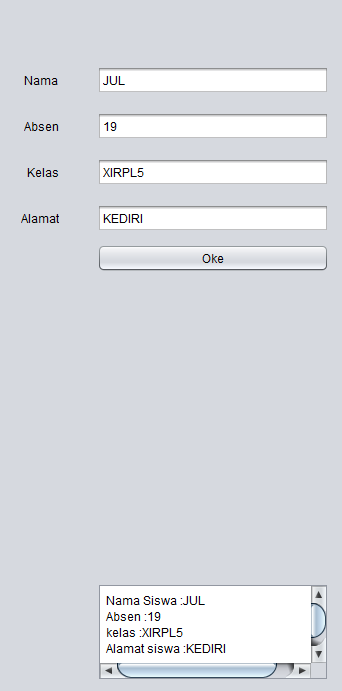 Nama JUL
Absen 19
Kelas XIRPL5
Alamat KEDIRI
Oke
Nama Siswa :JUL
Absen :19
kelas :XIRPL5
Alamat siswa :KEDIRI